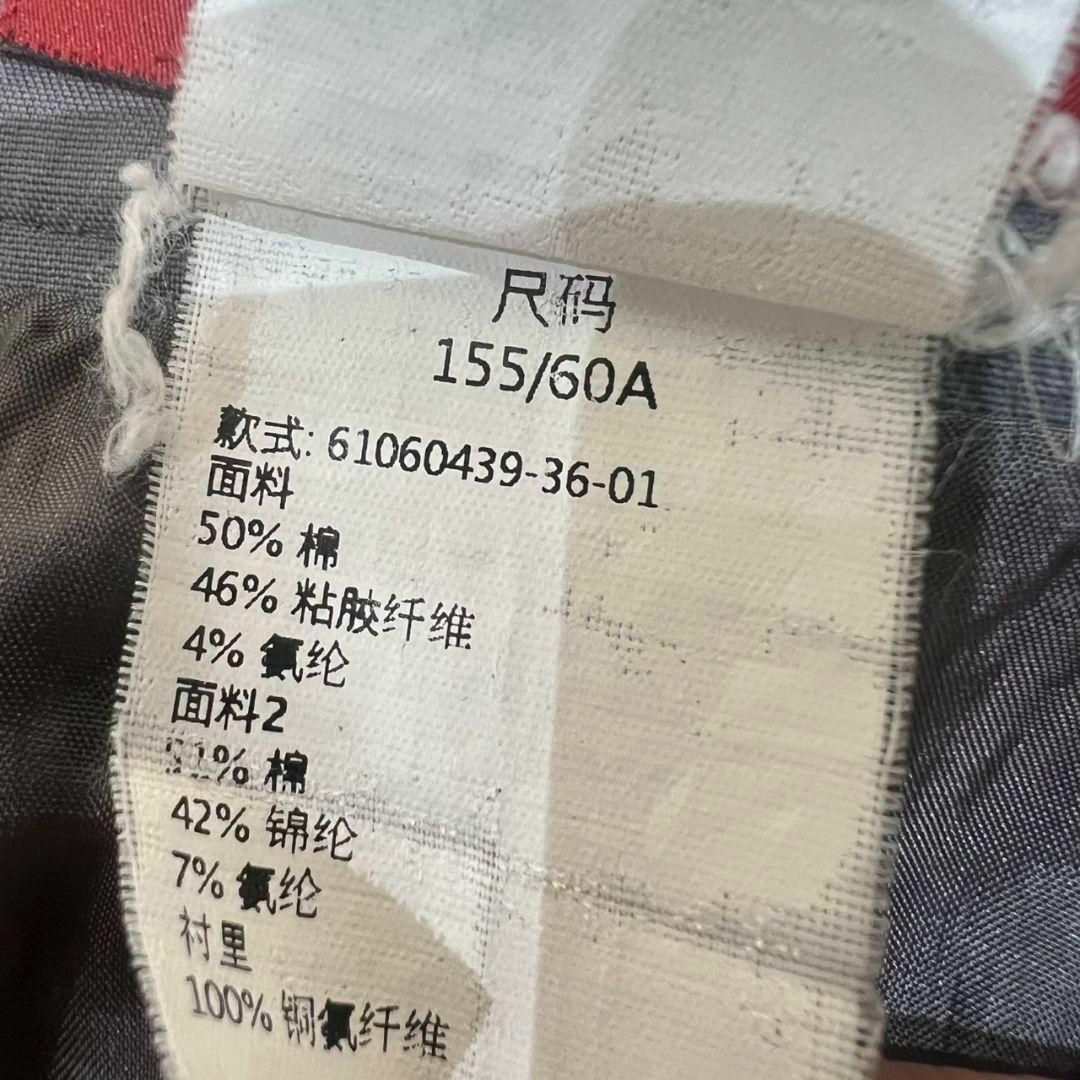 尺码
155/60A
款式: 61060439-36-01
面料
50% 棉
46% 粘胶纤维
4% 氨纶
面料2
51% 棉
42% 锦纶
7% 氨纶
衬里
100% 铜氨纤维